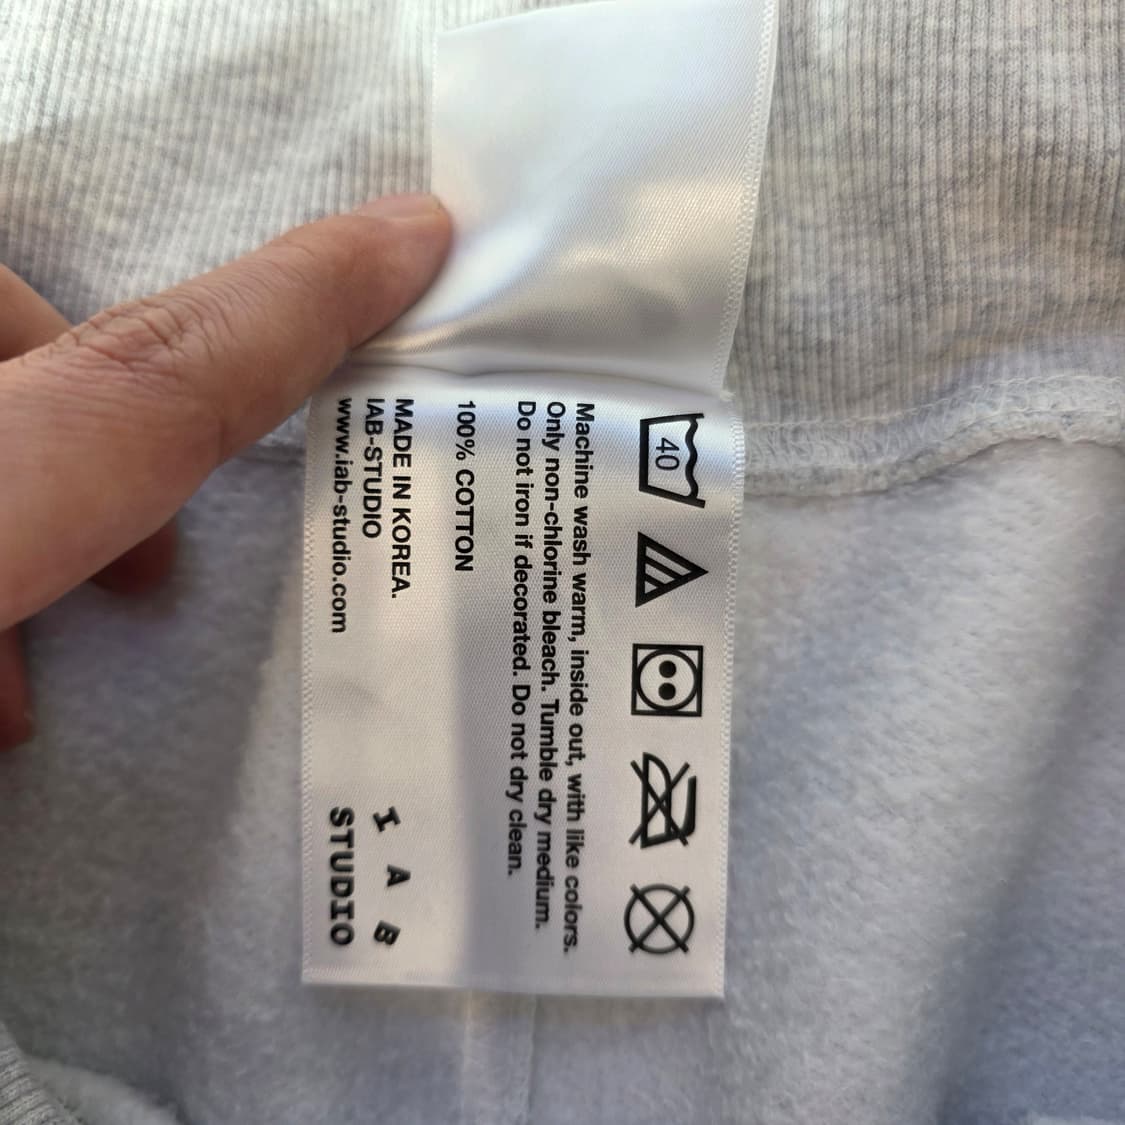 40
Machine wash warm, inside out, with like colors.
Only non-chlorine bleach. Tumble dry medium.
Do not iron if decorated. Do not dry clean.
100% COTTON
MADE IN KOREA.
IAB-STUDIO
www.iab-studio.com
I A B
STUDIO